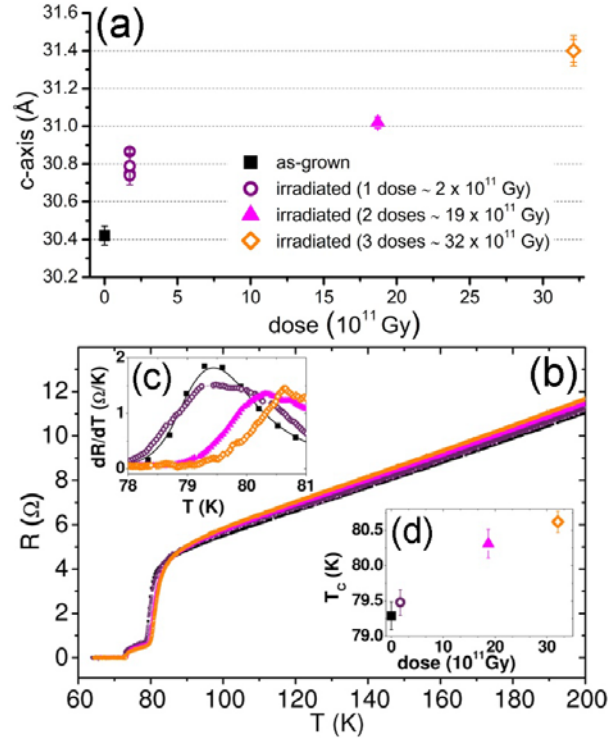 (a)
31.6
31.4
31.2
31.0
30.8
30.6
30.4
30.2
c-axis (Å)
as-grown
irradiated (1 dose ~ 2 x 10¹¹ Gy)
irradiated (2 doses ~ 19 x 10¹¹ Gy)
irradiated (3 doses ~ 32 x 10¹¹ Gy)
0 5 10 15 20 25 30
dose (10¹¹ Gy)
(b)
12
10
8
6
4
2
0
R (Ω)
(c)
2
1
0
dR/dT (Ω/K)
78 79 80 81
T (K)
(d)
80.5
80.0
79.5
79.0
T_C (K)
0 10 20 30
dose (10¹¹Gy)
60 80 100 120 140 160 180 200
T (K)